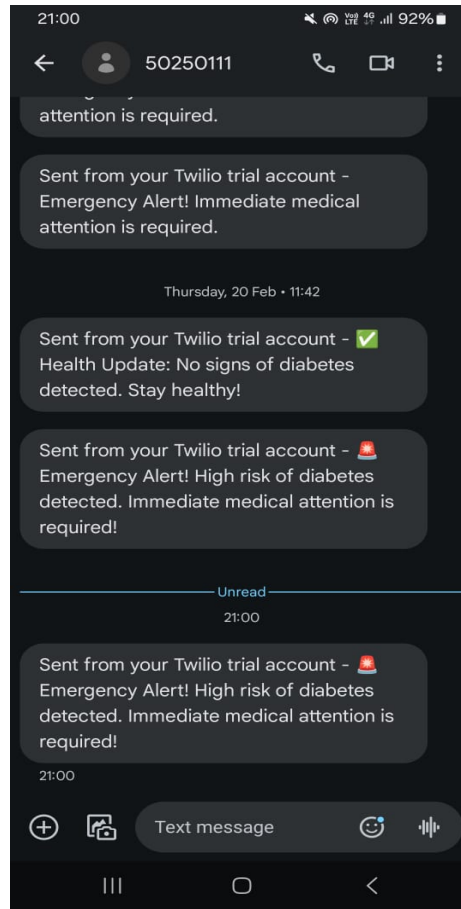 21:00
Vo)) 4G
LTE
92%
50250111
attention is required.
Sent from your Twilio trial account -
Emergency Alert! Immediate medical
attention is required.
Thursday, 20 Feb • 11:42
Sent from your Twilio trial account - ✅
Health Update: No signs of diabetes
detected. Stay healthy!
Sent from your Twilio trial account - 🚨
Emergency Alert! High risk of diabetes
detected. Immediate medical attention is
required!
Unread
21:00
Sent from your Twilio trial account - 🚨
Emergency Alert! High risk of diabetes
detected. Immediate medical attention is
required!
21:00
Text message